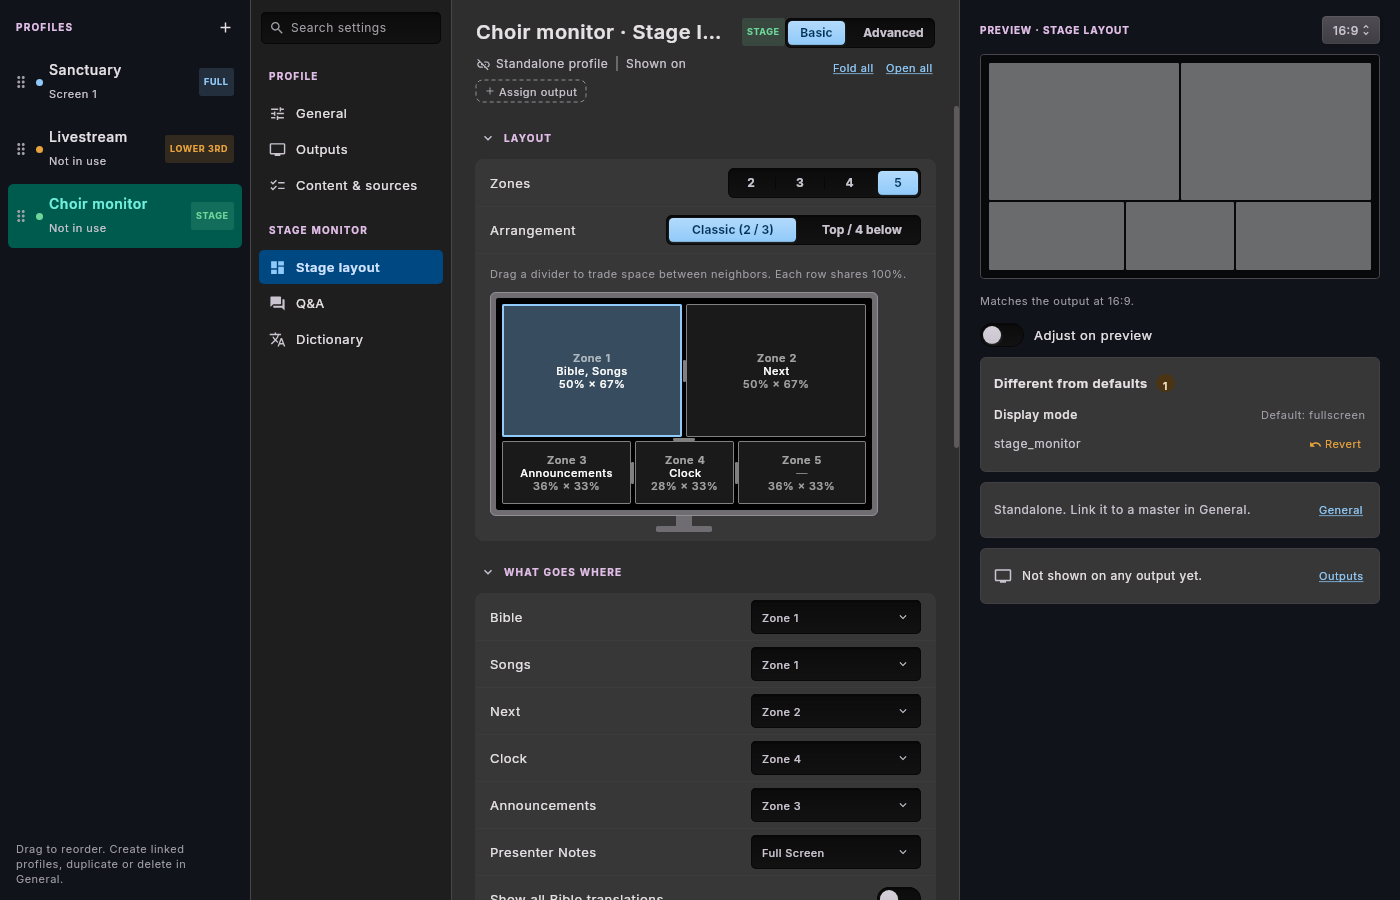 PROFILES
Sanctuary
Screen 1
FULL
Livestream
Not in use
LOWER 3RD
Choir monitor
Not in use
STAGE
Drag to reorder. Create linked
profiles, duplicate or delete in
General.
Search settings
PROFILE
General
Outputs
Content & sources
STAGE MONITOR
Stage layout
Q&A
Dictionary
Choir monitor · Stage l...
STAGE
Basic
Advanced
Standalone profile
Shown on
+ Assign output
Fold all
Open all
LAYOUT
Zones
2
3
4
5
Arrangement
Classic (2 / 3)
Top / 4 below
Drag a divider to trade space between neighbors. Each row shares 100%.
Zone 1
Bible, Songs
50% × 67%
Zone 2
Next
50% × 67%
Zone 3
Announcements
36% × 33%
Zone 4
Clock
28% × 33%
Zone 5
—
36% × 33%
WHAT GOES WHERE
Bible
Zone 1
Songs
Zone 1
Next
Zone 2
Clock
Zone 4
Announcements
Zone 3
Presenter Notes
Full Screen
Show all Bible translations
PREVIEW · STAGE LAYOUT
16:9
Matches the output at 16:9.
Adjust on preview
Different from defaults
1
Display mode
Default: fullscreen
stage_monitor
Revert
Standalone. Link it to a master in General.
General
Not shown on any output yet.
Outputs